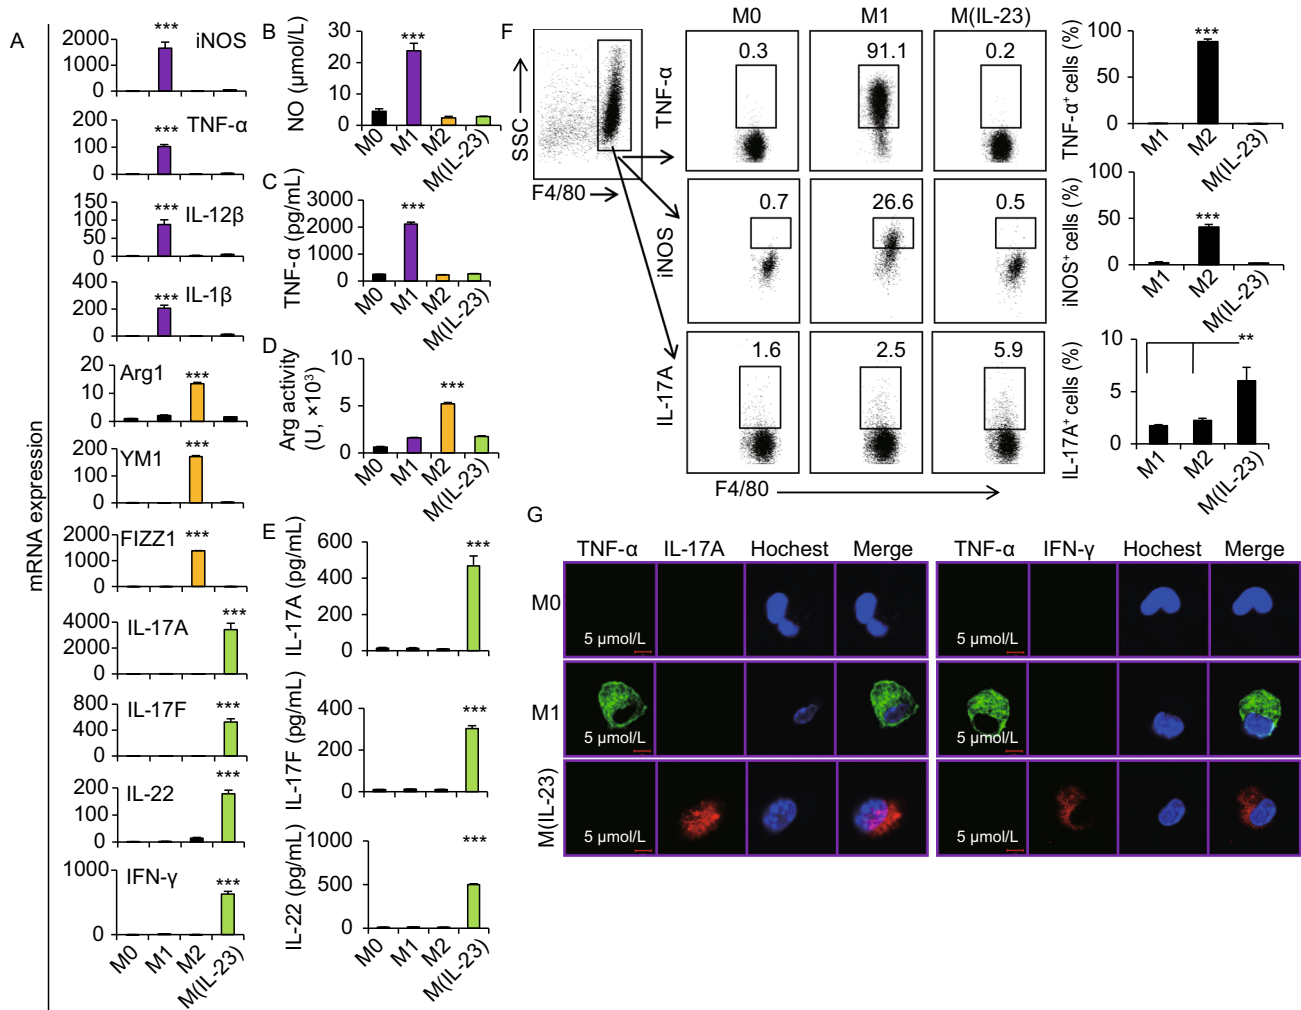 A
mRNA expression
iNOS
2000
1000
0
TNF-α
200
100
0
IL-12β
150
100
50
0
IL-1β
400
200
0
Arg1
20
10
0
YM1
200
100
0
FIZZ1
2000
1000
0
IL-17A
4000
2000
0
IL-17F
800
400
0
IL-22
200
100
0
IFN-γ
1000
0
***
***
***
***
***
***
***
***
***
***
***
M0
M1
M2
M(IL-23)
B
NO (µmol/L)
30
20
10
0
***
M0
M1
M2
M(IL-23)
C
TNF-α (pg/mL)
3000
2000
1000
0
***
M0
M1
M2
M(IL-23)
D
Arg activity
(U, ×10³)
10
5
0
***
M0
M1
M2
M(IL-23)
E
IL-17A (pg/mL)
600
400
200
0
***
IL-17F (pg/mL)
400
200
0
***
IL-22 (pg/mL)
1000
500
0
***
M0
M1
M2
M(IL-23)
F
SSC
F4/80
M0 M1 M(IL-23)
TNF-α
0.3 91.1 0.2
iNOS
0.7 26.6 0.5
IL-17A
1.6 2.5 5.9
F4/80
TNF-α⁺ cells (%)
100
50
0
***
M1
M2
M(IL-23)
iNOS⁺ cells (%)
100
50
0
***
M1
M2
M(IL-23)
IL-17A⁺ cells (%)
10
5
0
**
M1
M2
M(IL-23)
G
TNF-α IL-17A Hochest Merge TNF-α IFN-γ Hochest Merge
M0
5 µmol/L 5 µmol/L
M1
5 µmol/L 5 µmol/L
M(IL-23)
5 µmol/L 5 µmol/L